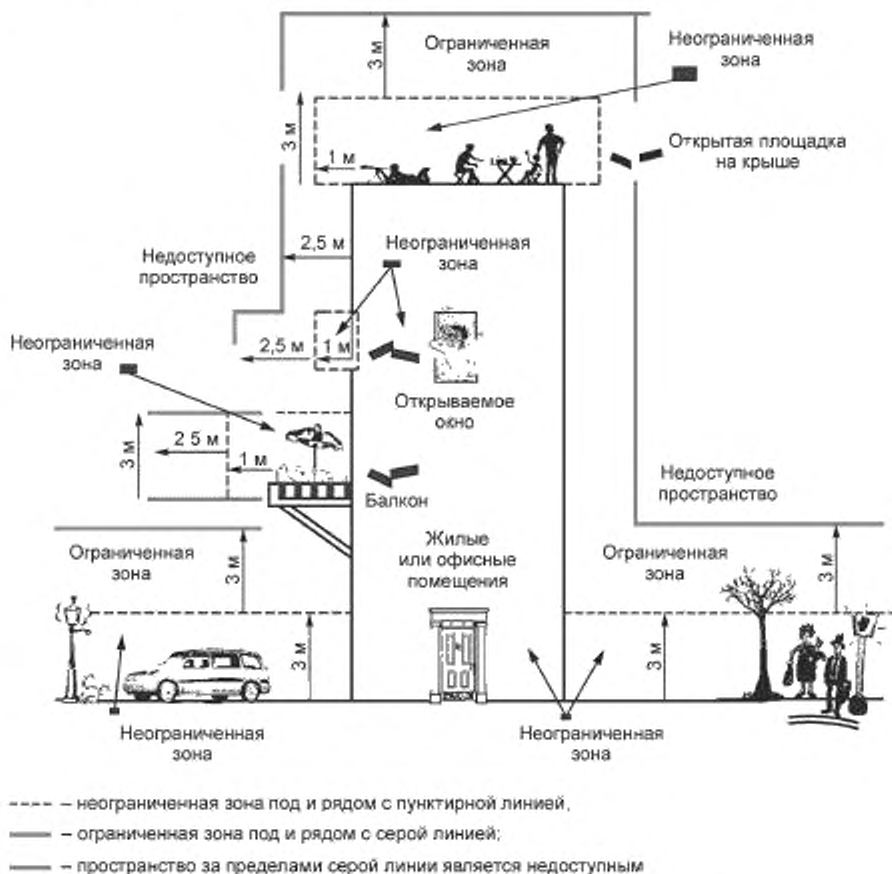 3 м
Ограниченная
зона
Неограниченная
зона
3 м
1 м
Открытая площадка
на крыше
Недоступное
пространство
2,5 м
Неограниченная
зона
Неограниченная
зона
2,5 м
1 м
Открываемое
окно
3 м
2 5 м
1 м
Балкон
Недоступное
пространство
Ограниченная
зона
3 м
Жилые
или офисные
помещения
Ограниченная
зона
3 м
3 м
3 м
Неограниченная
зона
Неограниченная
зона
– неограниченная зона под и рядом с пунктирной линией,
– ограниченная зона под и рядом с серой линией;
– пространство за пределами серой линии является недоступным